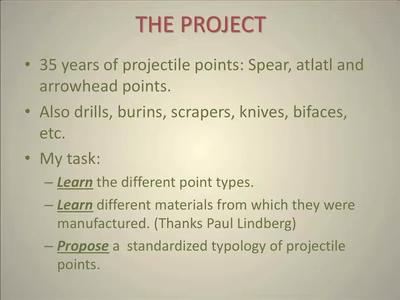 THE PROJECT
• 35 years of projectile points: Spear, atlatl and
arrowhead points.
• Also drills, burins, scrapers, knives, bifaces,
etc.
• My task:
– Learn the different point types.
– Learn different materials from which they were
manufactured. (Thanks Paul Lindberg)
– Propose a standardized typology of projectile
points.